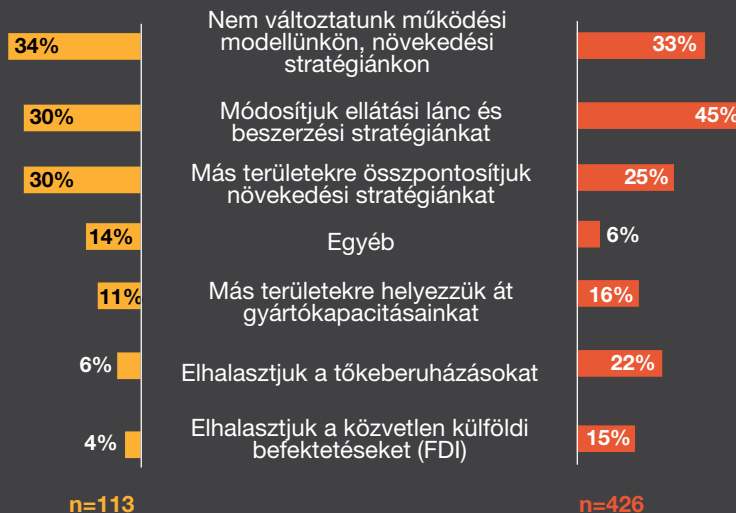 Nem változtatunk működési
modellünkön, növekedési
stratégiánkon
34%
33%
Módosítjuk ellátási lánc és
beszerzési stratégiánkat
30%
45%
Más területekre összpontosítjuk
növekedési stratégiánkat
30%
25%
Egyéb
14%
6%
Más területekre helyezzük át
gyártókapacitásainkat
11%
16%
Elhalasztjuk a tőkeberuházásokat
6%
22%
Elhalasztjuk a közvetlen külföldi
befektetéseket (FDI)
4%
15%
n=113
n=426